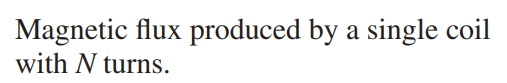 Magnetic flux produced by a single coil
with N turns.